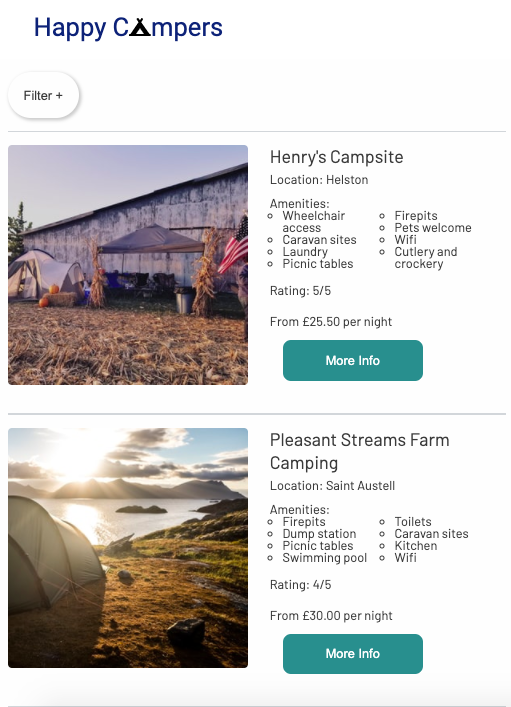 Happy Campers
Filter +
Henry's Campsite
Location: Helston
Amenities:
Wheelchair
access
Caravan sites
Laundry
Picnic tables
Firepits
Pets welcome
Wifi
Cutlery and
crockery
Rating: 5/5
From £25.50 per night
More Info
Pleasant Streams Farm
Camping
Location: Saint Austell
Amenities:
Firepits
Dump station
Picnic tables
Swimming pool
Toilets
Caravan sites
Kitchen
Wifi
Rating: 4/5
From £30.00 per night
More Info